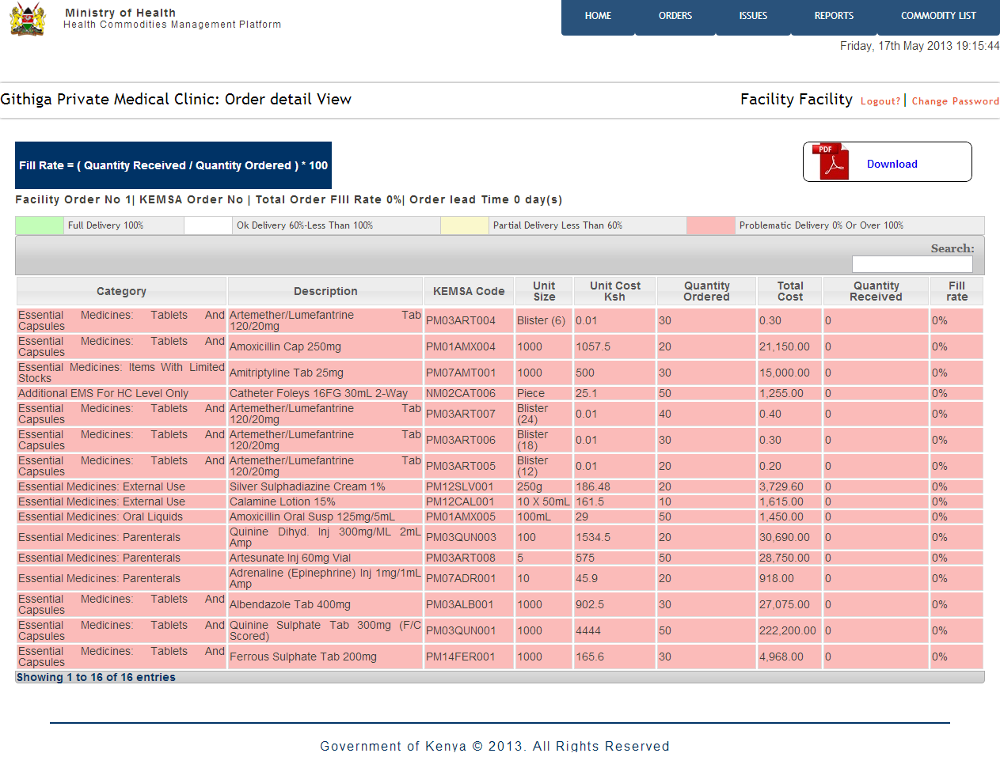 Ministry of Health
Health Commodities Management Platform
HOME ORDERS ISSUES REPORTS COMMODITY LIST
Friday, 17th May 2013 19:15:44
Githiga Private Medical Clinic: Order detail View
Facility Facility Logout? | Change Password
Fill Rate = ( Quantity Received / Quantity Ordered ) * 100
PDF
Download
Facility Order No 1| KEMSA Order No | Total Order FIll Rate 0%| Order lead Time 0 day(s)
Full Delivery 100% Ok Delivery 60%-Less Than 100% Partial Delivery Less Than 60% Problematic Delivery 0% Or Over 100%
Search:
Category Description KEMSA Code Unit Size Unit Cost Ksh Quantity Ordered Total Cost Quantity Received Fill rate
Essential Medicines: Tablets And Capsules Artemether/Lumefantrine Tab 120/20mg PM03ART004 Blister (6) 0.01 30 0.30 0 0%
Essential Medicines: Tablets And Capsules Amoxicillin Cap 250mg PM01AMX004 1000 1057.5 20 21,150.00 0 0%
Essential Medicines: Items With Limited Stocks Amitriptyline Tab 25mg PM07AMT001 1000 500 30 15,000.00 0 0%
Additional EMS For HC Level Only Catheter Foleys 16FG 30mL 2-Way NM02CAT006 Piece 25.1 50 1,255.00 0 0%
Essential Medicines: Tablets And Capsules Artemether/Lumefantrine Tab 120/20mg PM03ART007 Blister (24) 0.01 40 0.40 0 0%
Essential Medicines: Tablets And Capsules Artemether/Lumefantrine Tab 120/20mg PM03ART006 Blister (18) 0.01 30 0.30 0 0%
Essential Medicines: Tablets And Capsules Artemether/Lumefantrine Tab 120/20mg PM03ART005 Blister (12) 0.01 20 0.20 0 0%
Essential Medicines: External Use Silver Sulphadiazine Cream 1% PM12SLV001 250g 186.48 20 3,729.60 0 0%
Essential Medicines: External Use Calamine Lotion 15% PM12CAL001 10 X 50mL 161.5 10 1,615.00 0 0%
Essential Medicines: Oral Liquids Amoxicillin Oral Susp 125mg/5mL PM01AMX005 100mL 29 50 1,450.00 0 0%
Essential Medicines: Parenterals Quinine Dihyd. Inj 300mg/ML 2mL Amp PM03QUN003 100 1534.5 20 30,690.00 0 0%
Essential Medicines: Parenterals Artesunate Inj 60mg Vial PM03ART008 5 575 50 28,750.00 0 0%
Essential Medicines: Parenterals Adrenaline (Epinephrine) Inj 1mg/1mL Amp PM07ADR001 10 45.9 20 918.00 0 0%
Essential Medicines: Tablets And Capsules Albendazole Tab 400mg PM03ALB001 1000 902.5 30 27,075.00 0 0%
Essential Medicines: Tablets And Capsules Quinine Sulphate Tab 300mg (F/C Scored) PM03QUN001 1000 4444 50 222,200.00 0 0%
Essential Medicines: Tablets And Capsules Ferrous Sulphate Tab 200mg PM14FER001 1000 165.6 30 4,968.00 0 0%
Showing 1 to 16 of 16 entries
Government of Kenya © 2013. All Rights Reserved